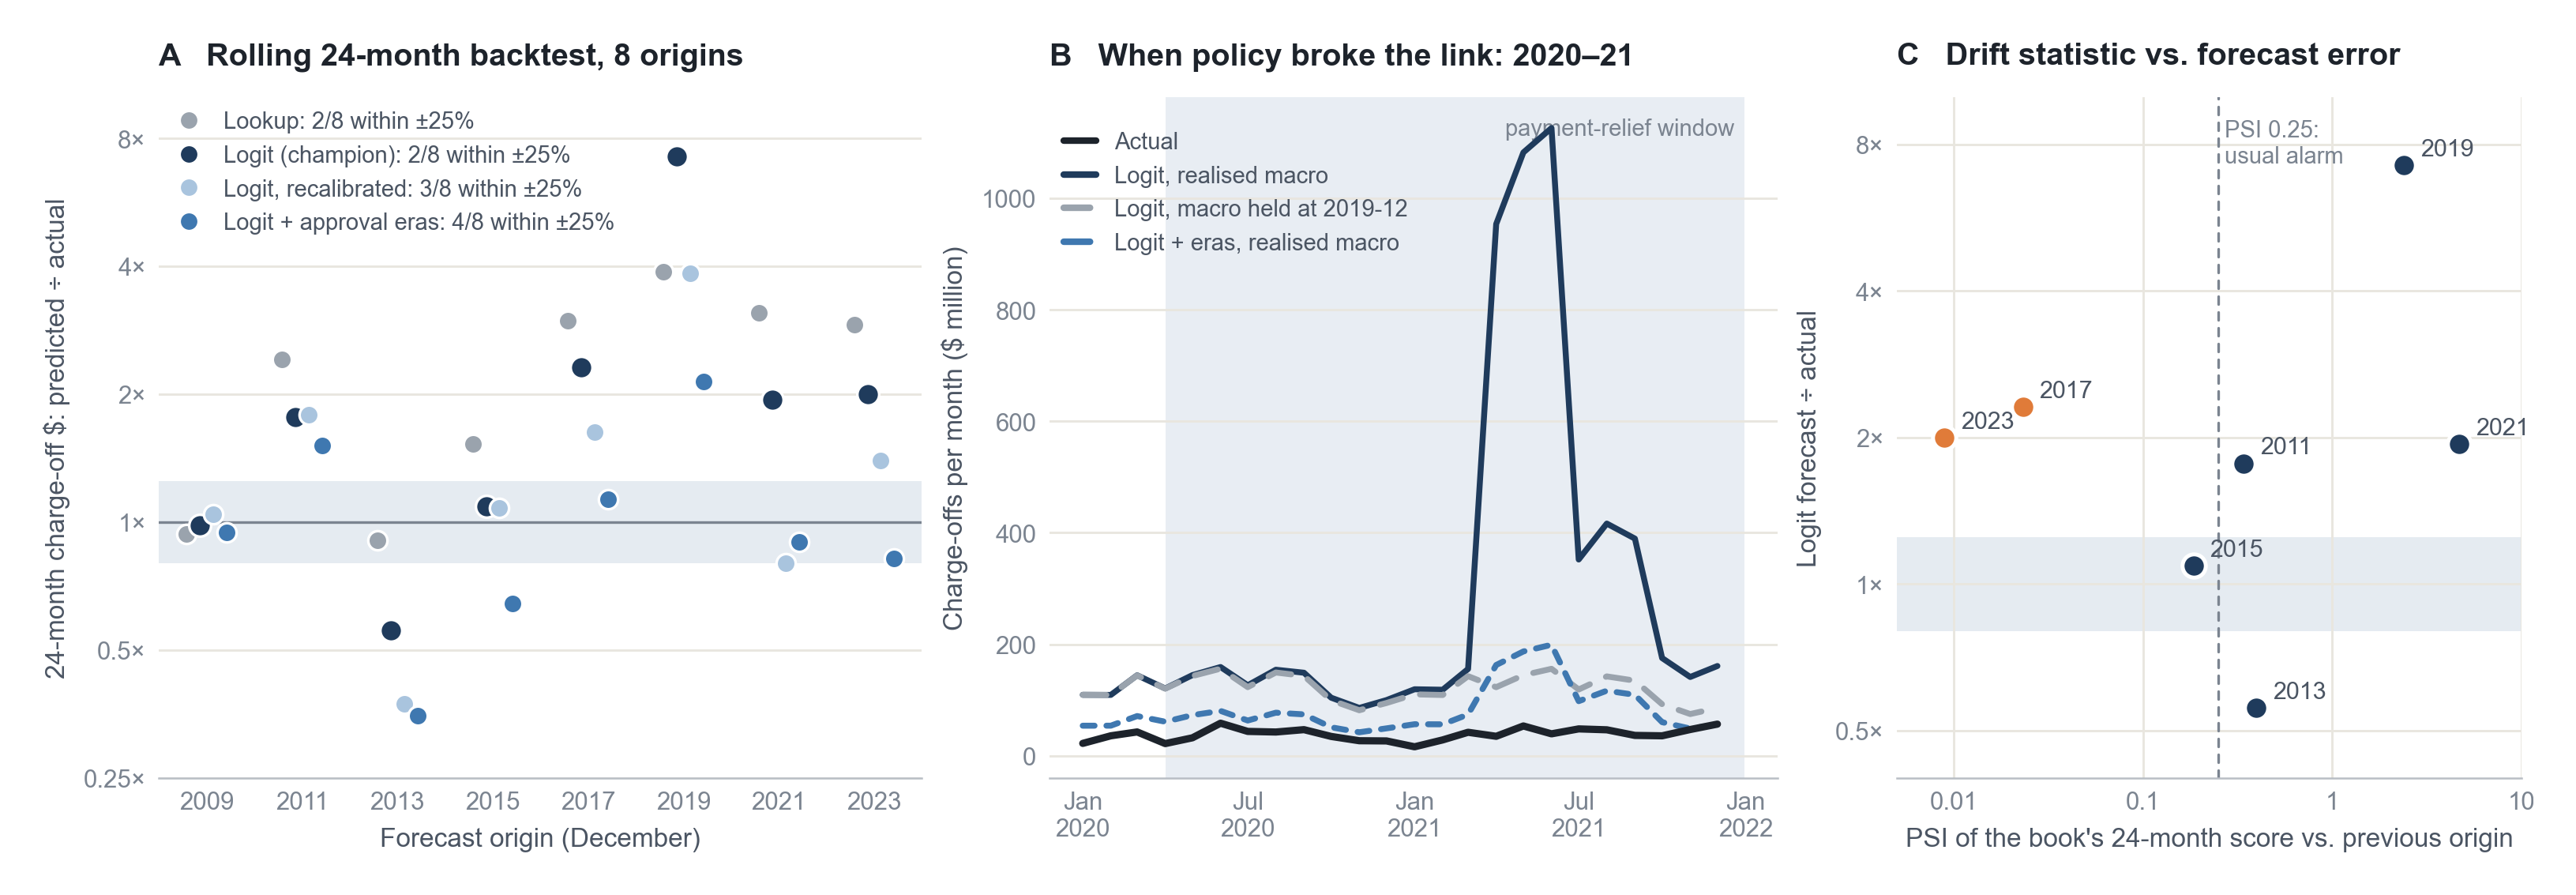 A Rolling 24-month backtest, 8 origins
Lookup: 2/8 within ±25%
Logit (champion): 2/8 within ±25%
Logit, recalibrated: 3/8 within ±25%
Logit + approval eras: 4/8 within ±25%
24-month charge-off $: predicted ÷ actual
8×
4×
2×
1×
0.5×
0.25×
2009 2011 2013 2015 2017 2019 2021 2023
Forecast origin (December)
B When policy broke the link: 2020–21
payment-relief window
Actual
Logit, realised macro
Logit, macro held at 2019-12
Logit + eras, realised macro
Charge-offs per month ($ million)
1000
800
600
400
200
0
Jan Jul Jan Jul Jan
2020 2020 2021 2021 2022
C Drift statistic vs. forecast error
PSI 0.25:
usual alarm
2019
2017
2023
2021
2011
2015
2013
Logit forecast ÷ actual
8×
4×
2×
1×
0.5×
0.01 0.1 1 10
PSI of the book's 24-month score vs. previous origin